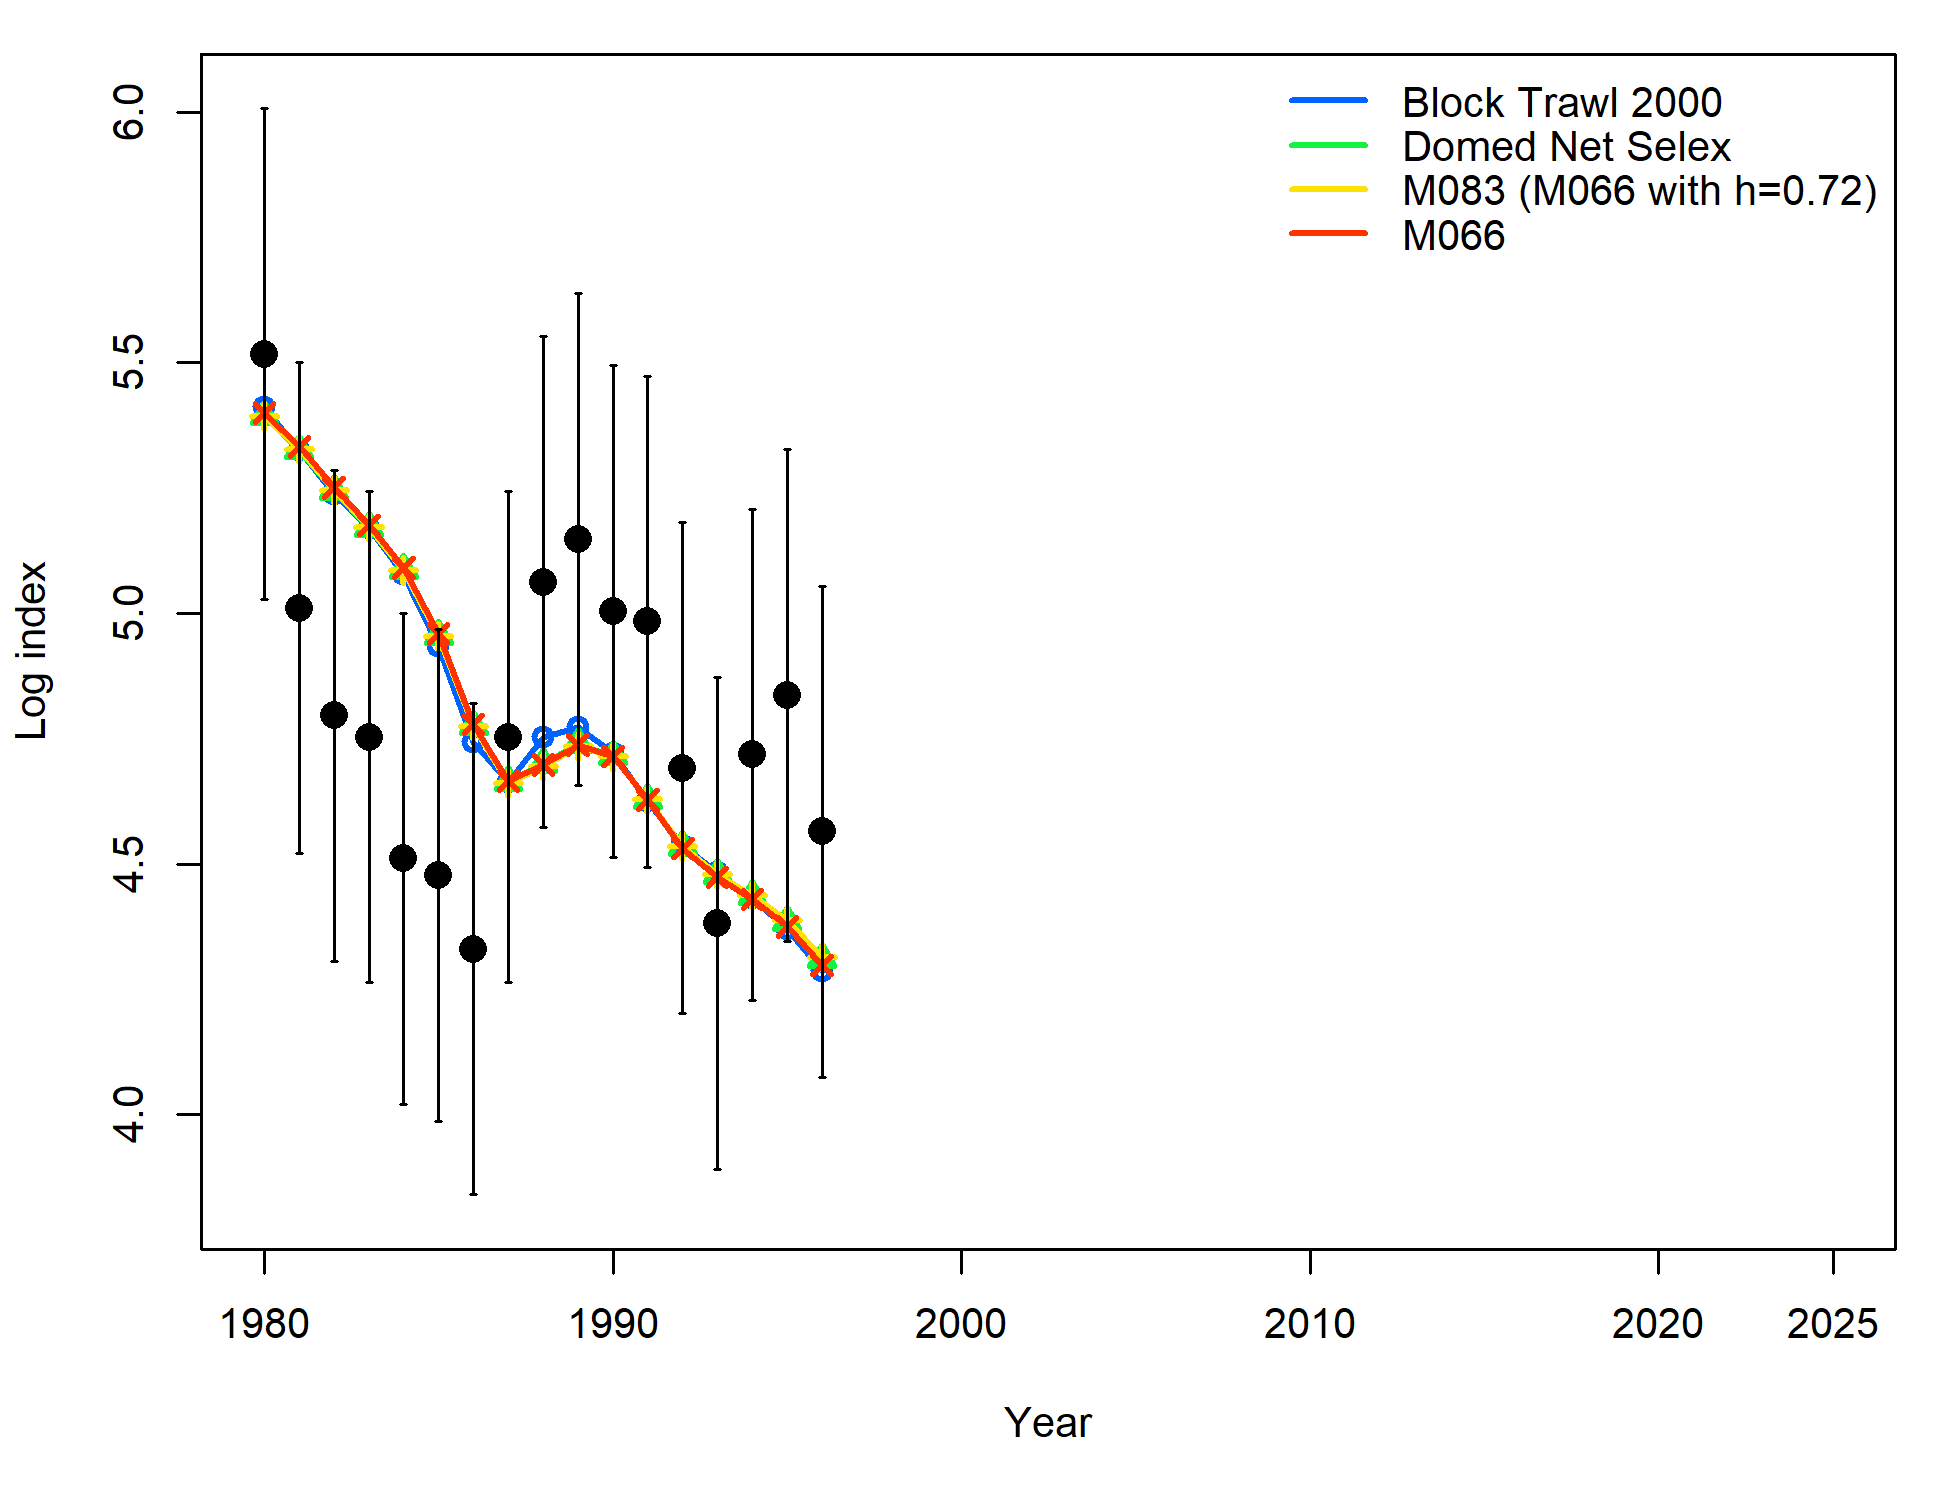 Block Trawl 2000
Domed Net Selex
M083 (M066 with h=0.72)
M066
Log index
6.0
5.5
5.0
4.5
4.0
1980 1990 2000 2010 2020 2025
Year